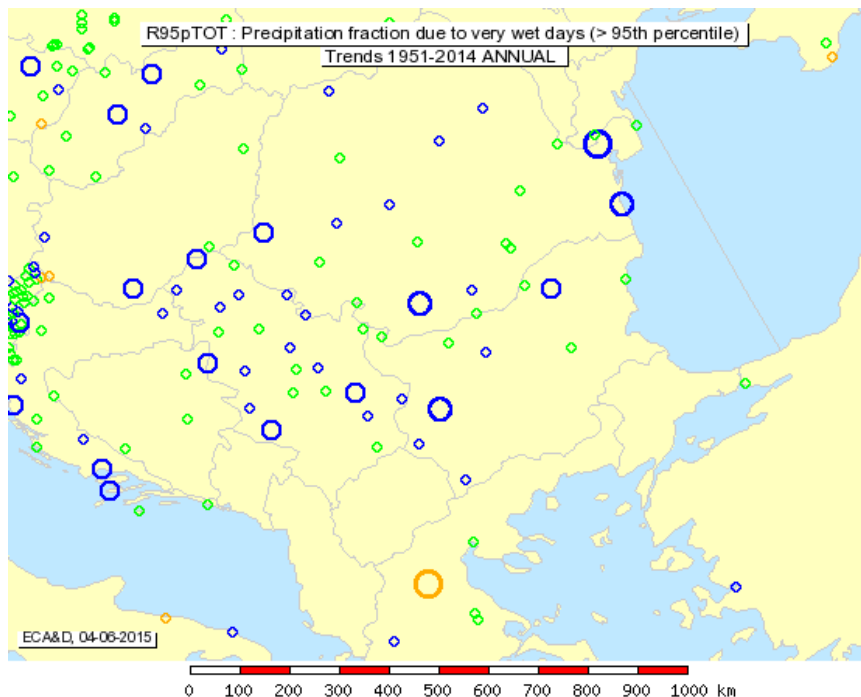 R95pTOT : Precipitation fraction due to very wet days (> 95th percentile)
Trends 1951-2014 ANNUAL
ECA&D, 04-06-2015
0 100 200 300 400 500 600 700 800 900 1000 km